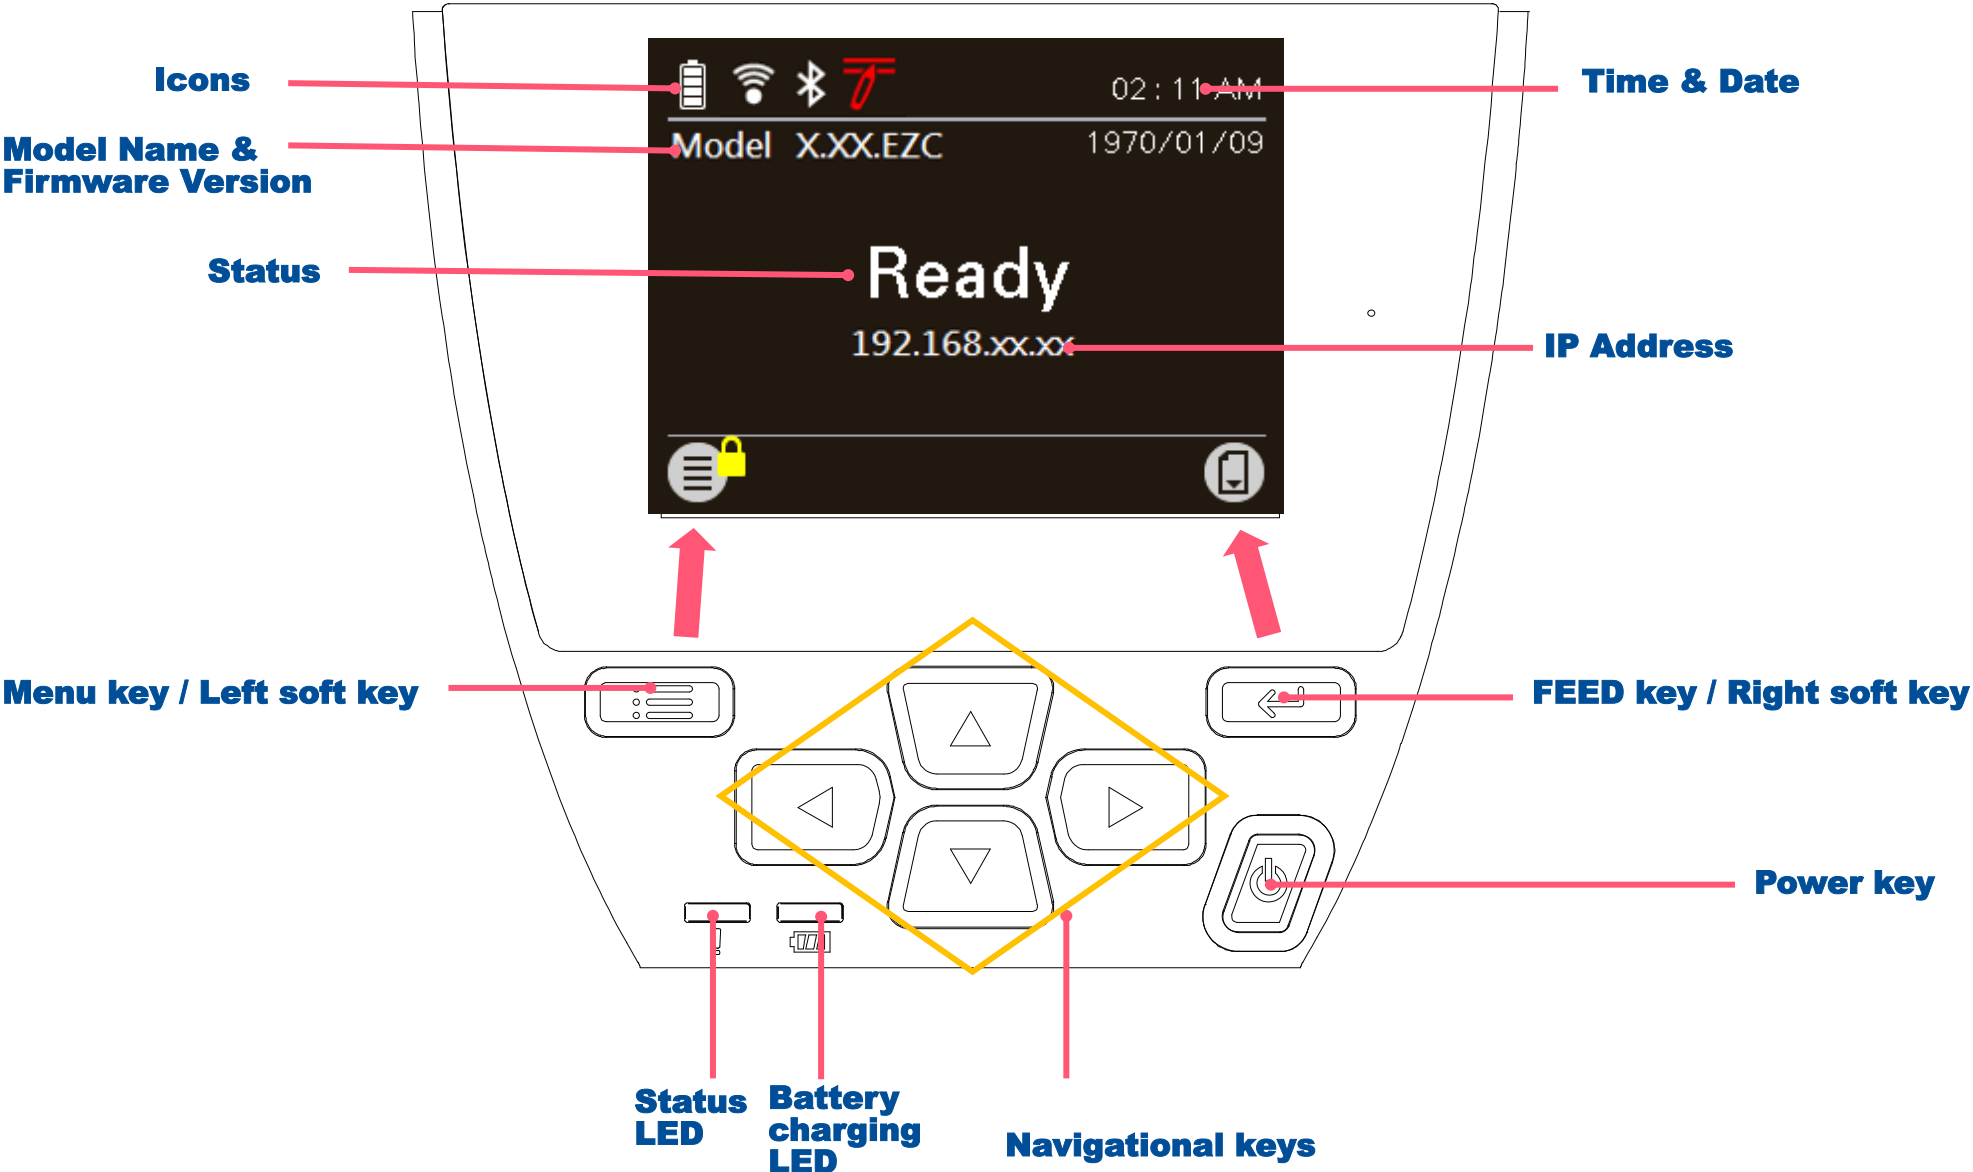 Icons
02 : 11 AM
Time & Date
Model Name &
Firmware Version
Model X.XX.EZC
1970/01/09
Status
Ready
192.168.xx.xx
IP Address
Menu key / Left soft key
FEED key / Right soft key
Power key
Status
LED
Battery
charging
LED
Navigational keys